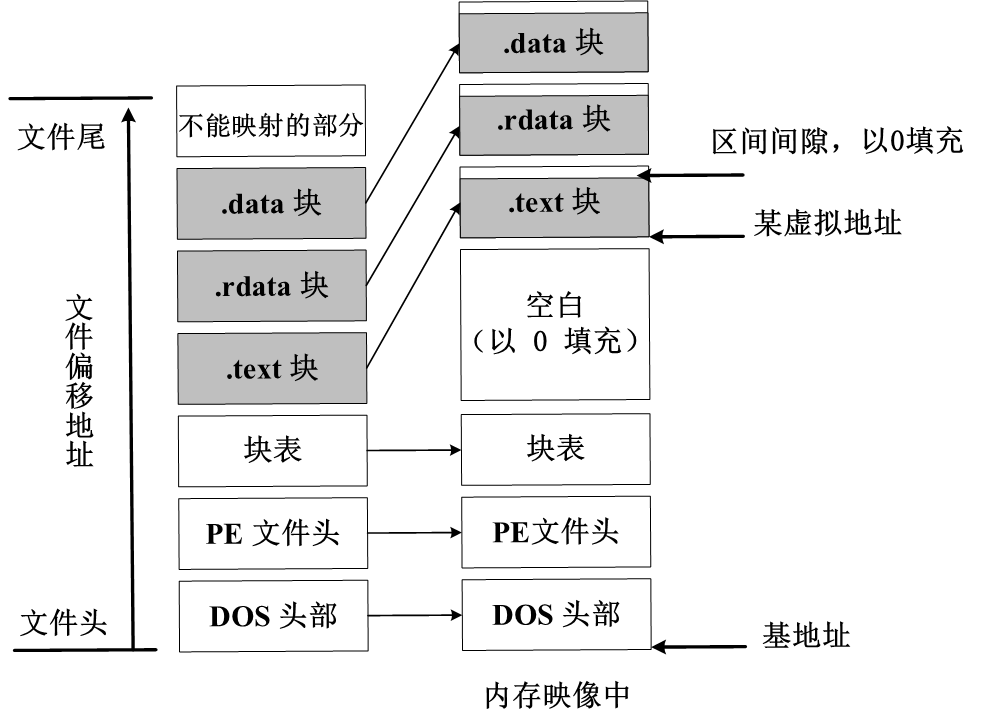 .data 块
不能映射的部分
.rdata 块
文件尾
区间间隙，以0填充
.data 块
.text 块
某虚拟地址
.rdata 块
空白
（以 0 填充）
文件偏移地址
.text 块
块表
块表
PE 文件头
PE文件头
DOS 头部
DOS 头部
文件头
基地址
内存映像中